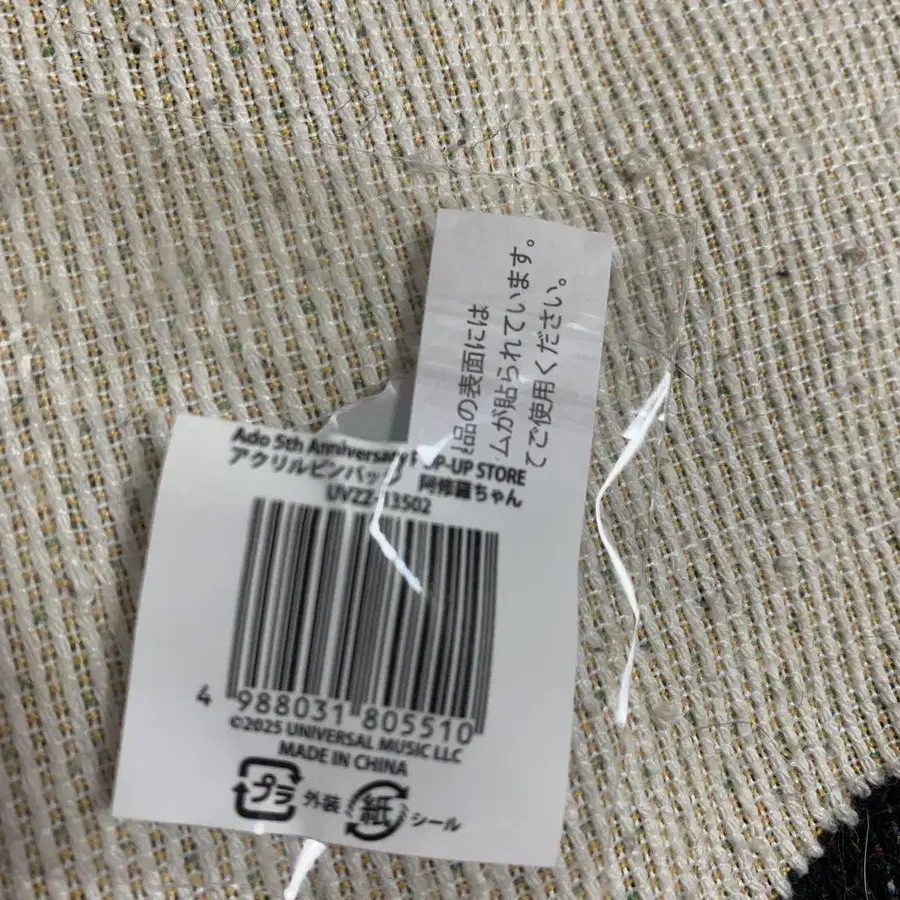 品の表面には
ムが貼られています。
てご使用ください。
Ado 5th Anniversary POP-UP STORE
アクリルピンバッジ 阿修羅ちゃん
UVZZ-13502
4 988031 805510
©2025 UNIVERSAL MUSIC LLC
MADE IN CHINA
プラ 外装 紙 シール